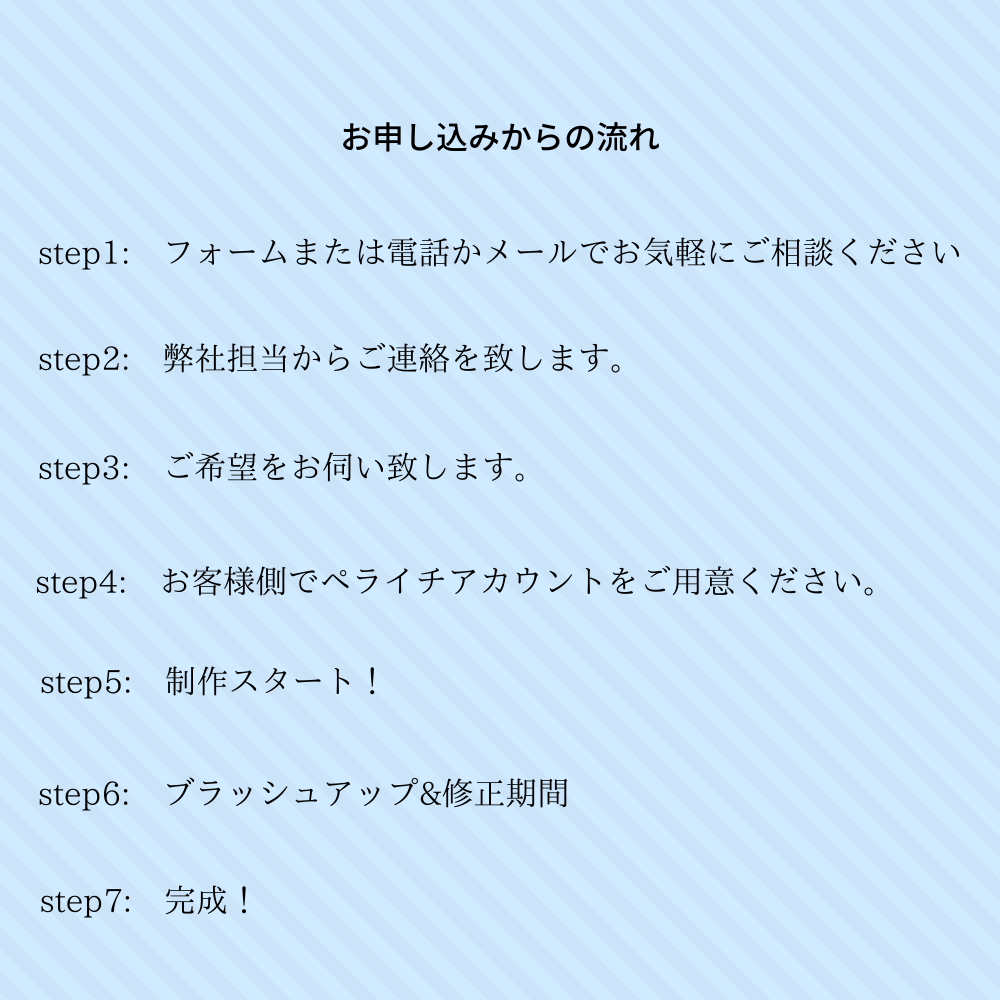 お申し込みからの流れ
step1:　フォームまたは電話かメールでお気軽にご相談ください
step2:　弊社担当からご連絡を致します。
step3:　ご希望をお伺い致します。
step4:　お客様側でペライチアカウントをご用意ください。
step5:　制作スタート！
step6:　ブラッシュアップ&修正期間
step7:　完成！